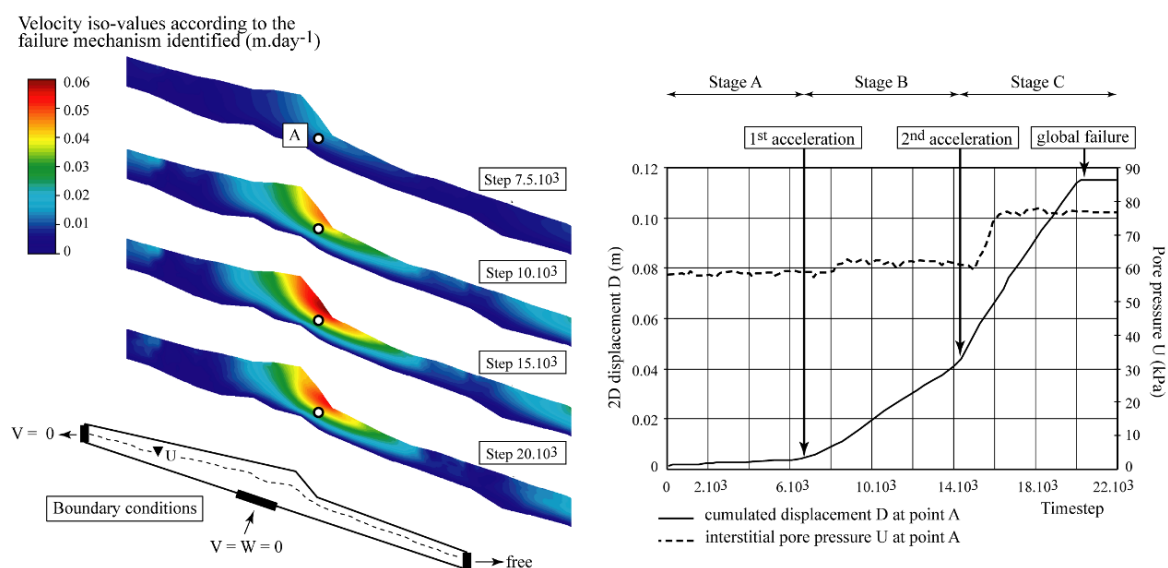 Velocity iso-values according to the
failure mechanism identified (m.day-1)
0.06
0.05
0.04
0.03
0.02
0.01
0
A
Step 7.5.103
Step 10.103
Step 15.103
Step 20.103
V = 0
U
Boundary conditions
V = W = 0
free
Stage A Stage B Stage C
1st acceleration 2nd acceleration global failure
0.12
0.10
0.08
0.06
0.04
0.02
0
2D displacement D (m)
90
80
70
60
50
40
30
20
10
0
Pore pressure U (kPa)
0 2.103 6.103 10.103 14.103 18.103 22.103
Timestep
cumulated displacement D at point A
interstitial pore pressure U at point A